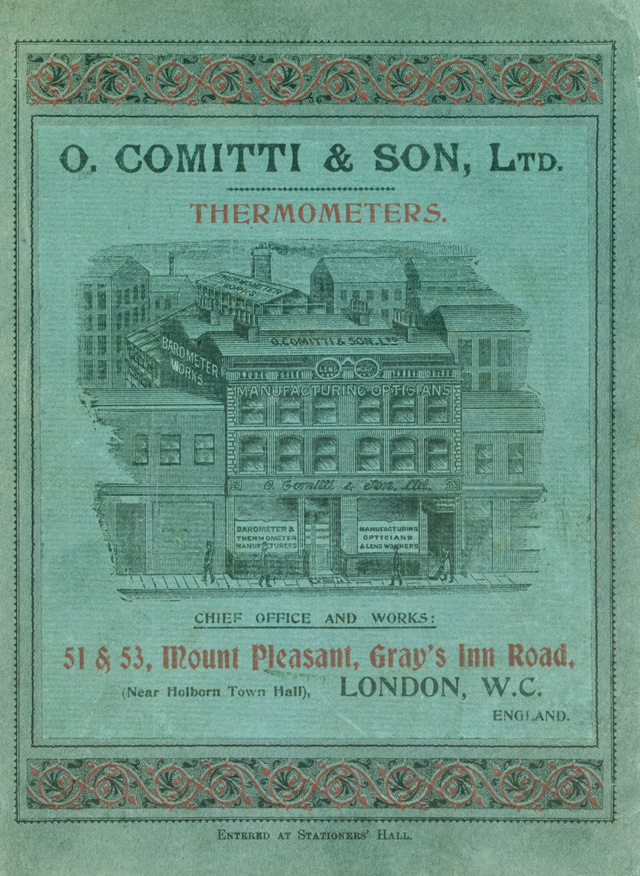 O. COMITTI & SON, LTD.
THERMOMETERS.
THERMOMETER
WORKS
O. COMITTI & SON, LTD
BAROMETER
WORKS
LENS WORKS
MANUFACTURING OPTICIANS
51 O. Comitti & Son, Ltd. 53
BAROMETER &
THERMOMETER
MANUFACTURERS
MANUFACTURING
OPTICIANS
& LENS WORKERS
CHIEF OFFICE AND WORKS:
51 & 53, Mount Pleasant, Gray's Inn Road,
(Near Holborn Town Hall), LONDON, W.C.
ENGLAND.
ENTERED AT STATIONERS' HALL.